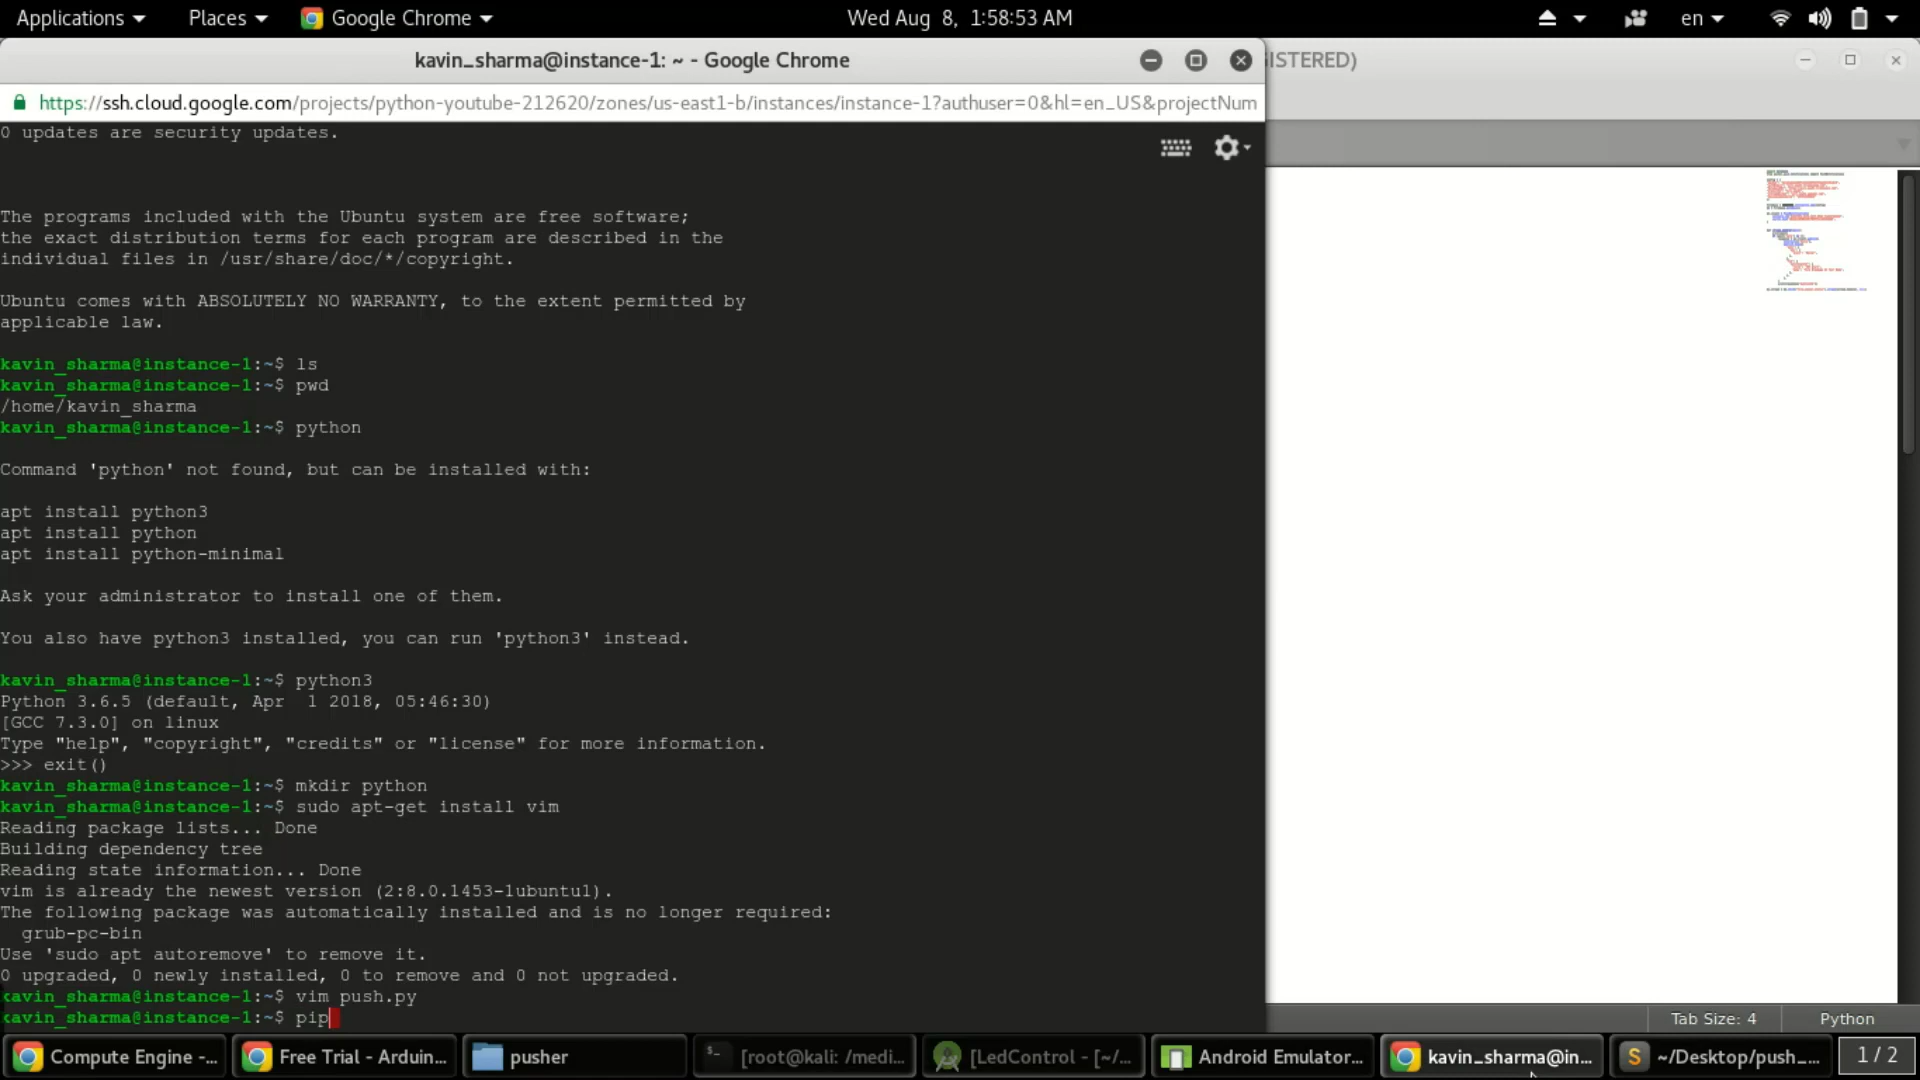 Applications Places Google Chrome Wed Aug 8, 1:58:53 AM en
kavin_sharma@instance-1: ~ - Google Chrome
ISTERED)
https://ssh.cloud.google.com/projects/python-youtube-212620/zones/us-east1-b/instances/instance-1?authuser=0&hl=en_US&projectNum
0 updates are security updates.
The programs included with the Ubuntu system are free software;
the exact distribution terms for each program are described in the
individual files in /usr/share/doc/*/copyright.
Ubuntu comes with ABSOLUTELY NO WARRANTY, to the extent permitted by
applicable law.
kavin_sharma@instance-1:~$ ls
kavin_sharma@instance-1:~$ pwd
/home/kavin_sharma
kavin_sharma@instance-1:~$ python
Command 'python' not found, but can be installed with:
apt install python3
apt install python
apt install python-minimal
Ask your administrator to install one of them.
You also have python3 installed, you can run 'python3' instead.
kavin_sharma@instance-1:~$ python3
Python 3.6.5 (default, Apr  1 2018, 05:46:30)
[GCC 7.3.0] on linux
Type "help", "copyright", "credits" or "license" for more information.
>>> exit()
kavin_sharma@instance-1:~$ mkdir python
kavin_sharma@instance-1:~$ sudo apt-get install vim
Reading package lists... Done
Building dependency tree
Reading state information... Done
vim is already the newest version (2:8.0.1453-1ubuntu1).
The following package was automatically installed and is no longer required:
  grub-pc-bin
Use 'sudo apt autoremove' to remove it.
0 upgraded, 0 newly installed, 0 to remove and 0 not upgraded.
kavin_sharma@instance-1:~$ vim push.py
kavin_sharma@instance-1:~$ pip
Tab Size: 4 Python
Compute Engine -... Free Trial - Arduin... pusher [root@kali: /medi... [LedControl - [~/... Android Emulator... kavin_sharma@in... ~/Desktop/push_... 1 / 2